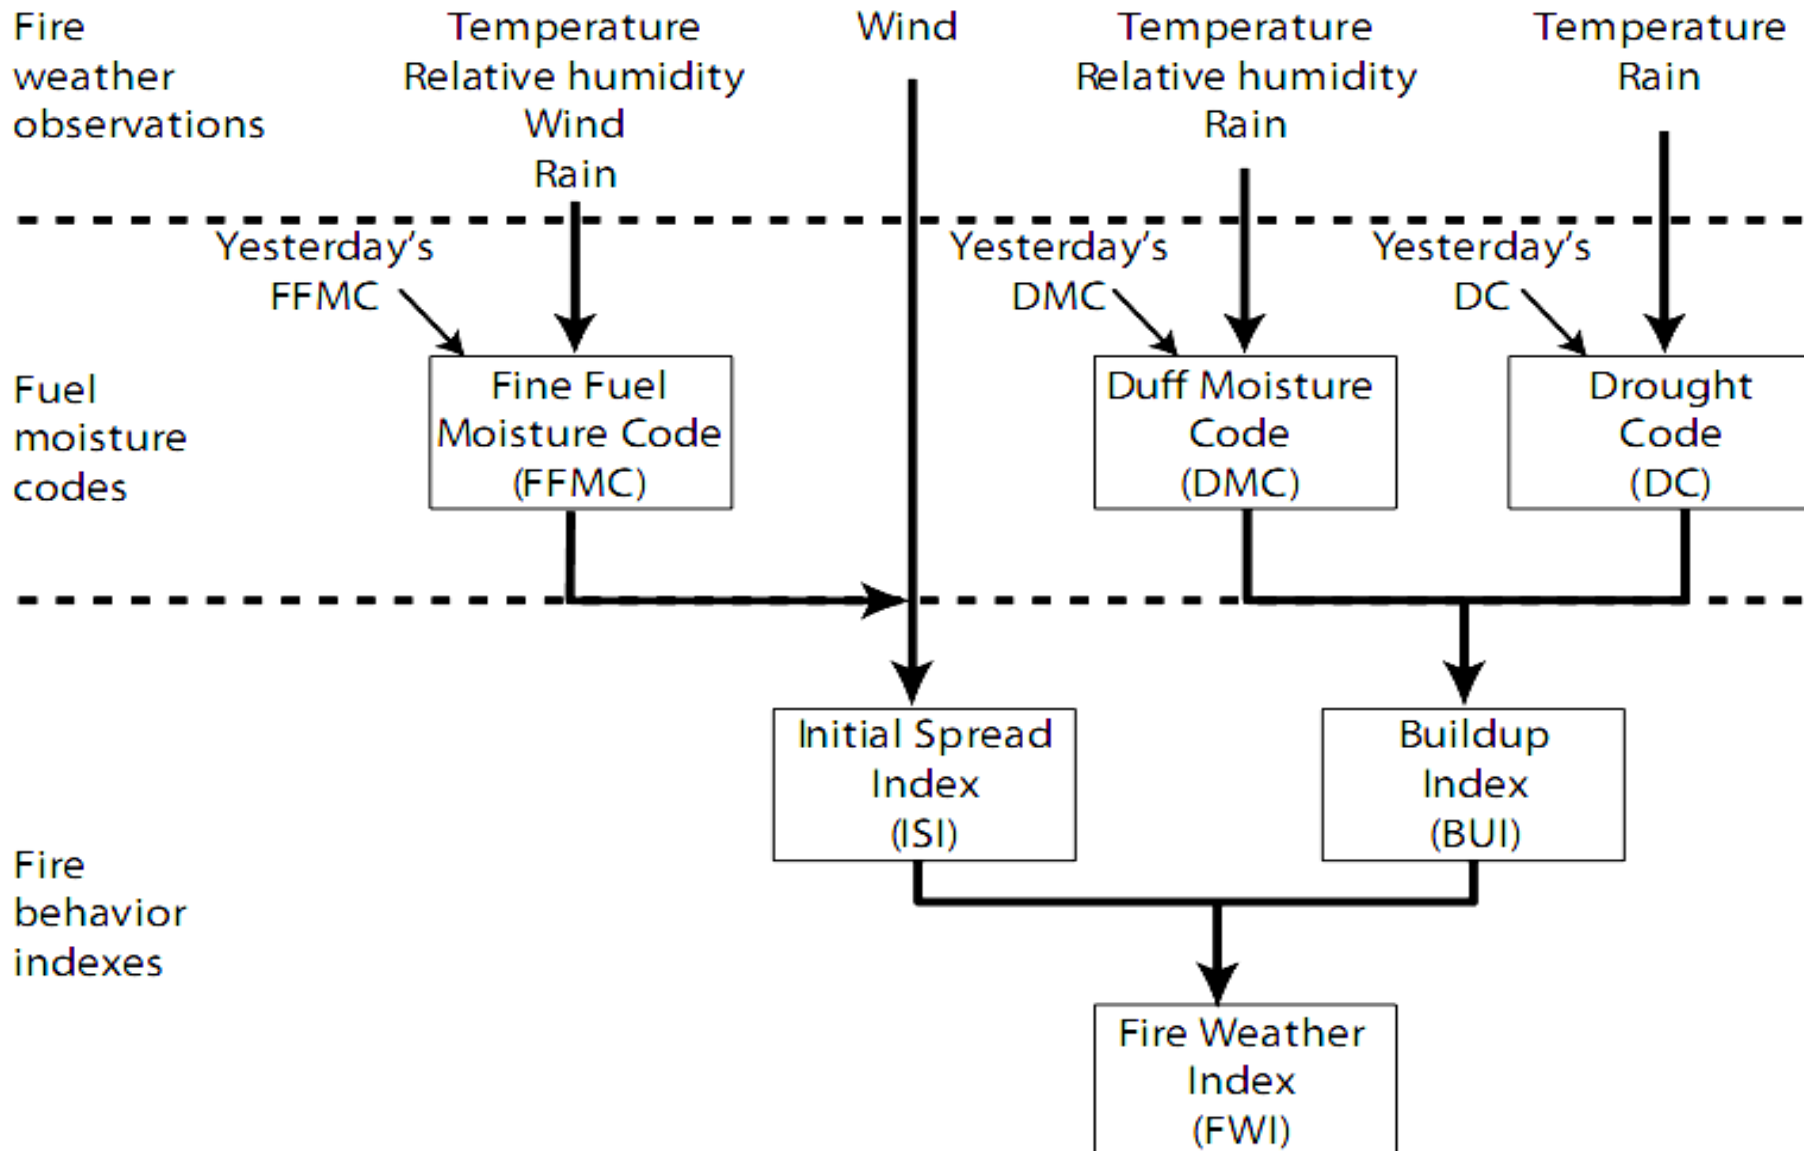 Fire
weather
observations
Temperature
Relative humidity
Wind
Rain
Wind
Temperature
Relative humidity
Rain
Temperature
Rain
Yesterday's
FFMC
Yesterday's
DMC
Yesterday's
DC
Fuel
moisture
codes
Fine Fuel
Moisture Code
(FFMC)
Duff Moisture
Code
(DMC)
Drought
Code
(DC)
Fire
behavior
indexes
Initial Spread
Index
(ISI)
Buildup
Index
(BUI)
Fire Weather
Index
(FWI)